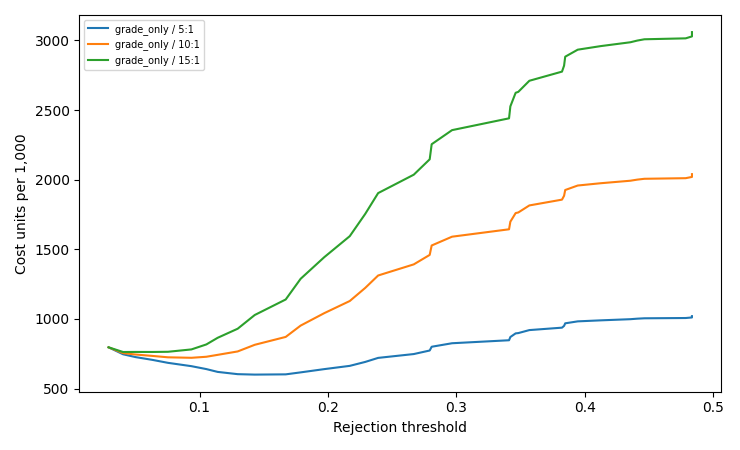 grade_only / 5:1
grade_only / 10:1
grade_only / 15:1
Cost units per 1,000
3000
2500
2000
1500
1000
500
0.1 0.2 0.3 0.4 0.5
Rejection threshold